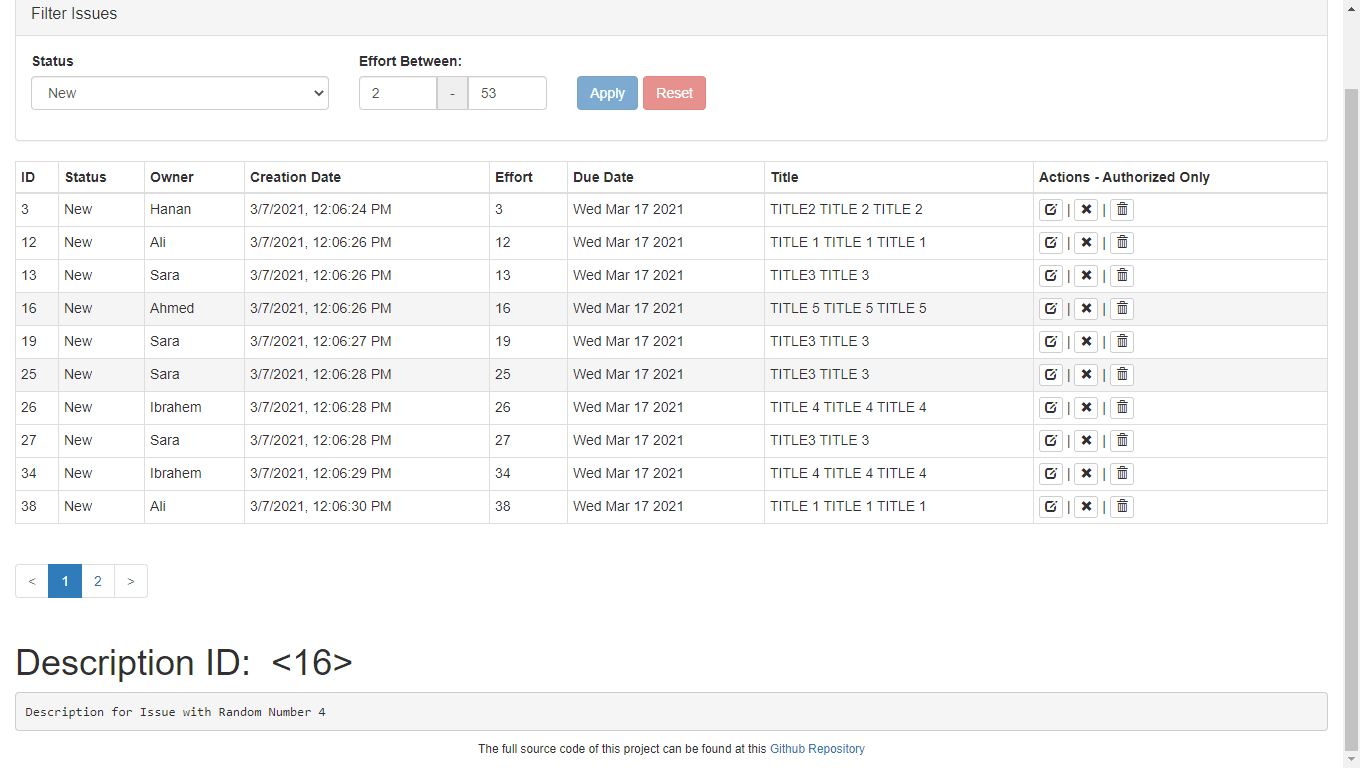 Filter Issues
Status Effort Between:
New 2 - 53 Apply Reset
ID Status Owner Creation Date Effort Due Date Title Actions - Authorized Only
3 New Hanan 3/7/2021, 12:06:24 PM 3 Wed Mar 17 2021 TITLE2 TITLE 2 TITLE 2 | |
12 New Ali 3/7/2021, 12:06:26 PM 12 Wed Mar 17 2021 TITLE 1 TITLE 1 TITLE 1 | |
13 New Sara 3/7/2021, 12:06:26 PM 13 Wed Mar 17 2021 TITLE3 TITLE 3 | |
16 New Ahmed 3/7/2021, 12:06:26 PM 16 Wed Mar 17 2021 TITLE 5 TITLE 5 TITLE 5 | |
19 New Sara 3/7/2021, 12:06:27 PM 19 Wed Mar 17 2021 TITLE3 TITLE 3 | |
25 New Sara 3/7/2021, 12:06:28 PM 25 Wed Mar 17 2021 TITLE3 TITLE 3 | |
26 New Ibrahem 3/7/2021, 12:06:28 PM 26 Wed Mar 17 2021 TITLE 4 TITLE 4 TITLE 4 | |
27 New Sara 3/7/2021, 12:06:28 PM 27 Wed Mar 17 2021 TITLE3 TITLE 3 | |
34 New Ibrahem 3/7/2021, 12:06:29 PM 34 Wed Mar 17 2021 TITLE 4 TITLE 4 TITLE 4 | |
38 New Ali 3/7/2021, 12:06:30 PM 38 Wed Mar 17 2021 TITLE 1 TITLE 1 TITLE 1 | |
< 1 2 >
Description ID: <16>
Description for Issue with Random Number 4
The full source code of this project can be found at this Github Repository